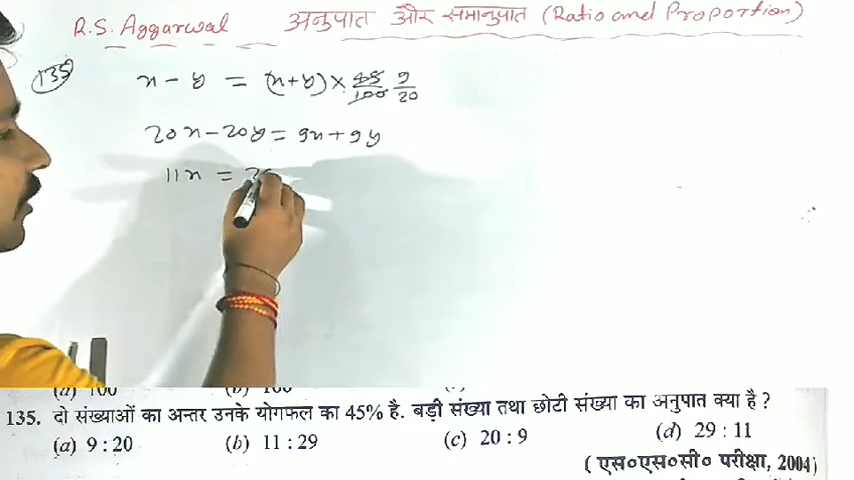 R.S. Aggarwal अनुपात और समानुपात (Ratio and Proportion)
135 x - y = (x+y) × 45/100 9/20
20x - 20y = 9x + 9y
11x = 2
135. दो संख्याओं का अन्तर उनके योगफल का 45% है. बड़ी संख्या तथा छोटी संख्या का अनुपात क्या है ?
(a) 9 : 20 (b) 11 : 29 (c) 20 : 9 (d) 29 : 11
( एस०एस०सी० परीक्षा, 2004)